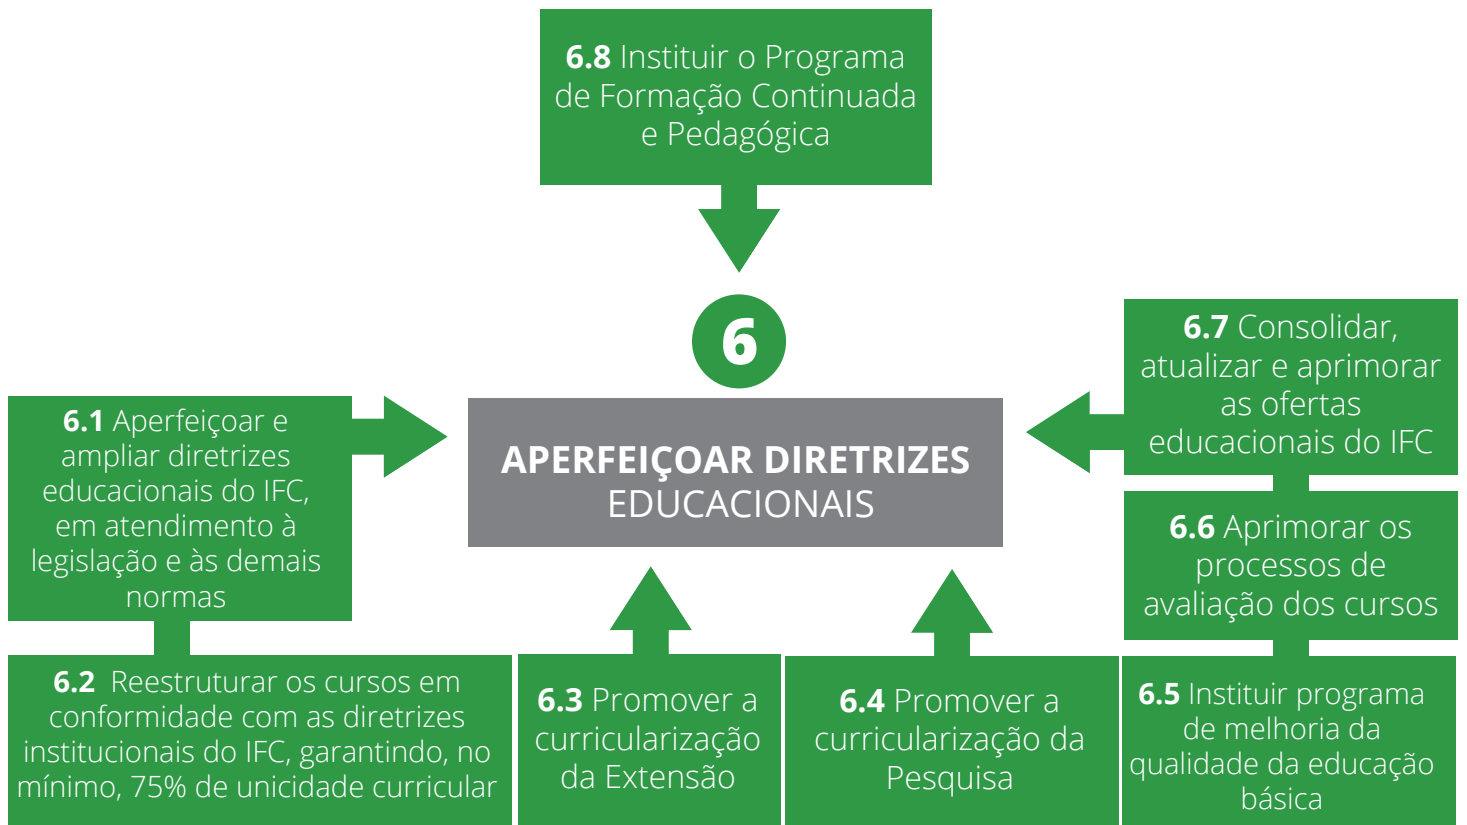 6.8 Instituir o Programa
de Formação Continuada
e Pedagógica
6
APERFEIÇOAR DIRETRIZES
EDUCACIONAIS
6.1 Aperfeiçoar e
ampliar diretrizes
educacionais do IFC,
em atendimento à
legislação e às demais
normas
6.2 Reestruturar os cursos em
conformidade com as diretrizes
institucionais do IFC, garantindo, no
mínimo, 75% de unicidade curricular
6.3 Promover a
curricularização
da Extensão
6.4 Promover a
curricularização da
Pesquisa
6.5 Instituir programa
de melhoria da
qualidade da educação
básica
6.6 Aprimorar os
processos de
avaliação dos cursos
6.7 Consolidar,
atualizar e aprimorar
as ofertas
educacionais do IFC